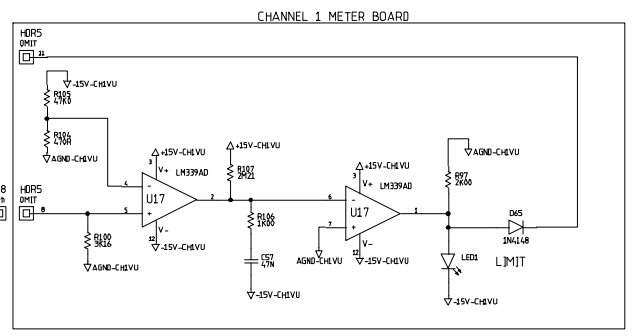 CHANNEL 1 METER BOARD
HDR5
OMIT
11
-15V-CH1VU
R105
47K0
R104
470R
AGND-CH1VU
+15V-CH1VU
3
V+
LM339AD
4
-
U17
5
+
2
12
V-
-15V-CH1VU
8
HDR5
OMIT
8
R100
3K16
AGND-CH1VU
+15V-CH1VU
R107
2M21
R106
1K00
C57
47N
-15V-CH1VU
+15V-CH1VU
3
V+
LM339AD
6
-
U17
7
+
1
12
V-
-15V-CH1VU
AGND-CH1VU
AGND-CH1VU
R97
2K00
D65
1N4148
LED1
LIMIT
-15V-CH1VU